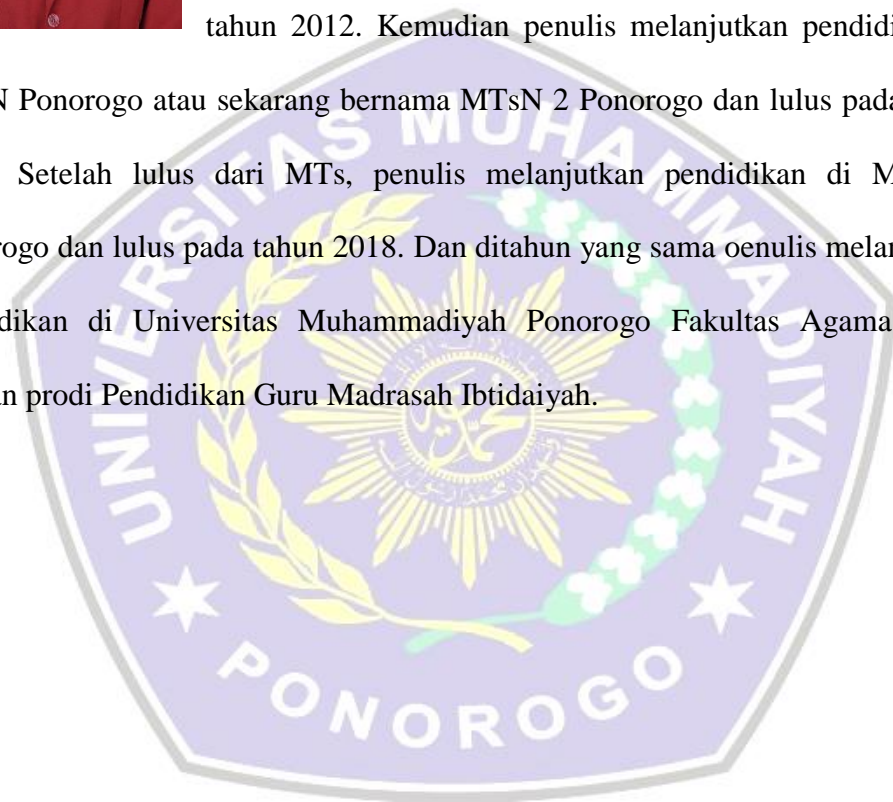 tahun 2012. Kemudian penulis melanjutkan pendidi
N Ponorogo atau sekarang bernama MTsN 2 Ponorogo dan lulus pada
Setelah lulus dari MTs, penulis melanjutkan pendidikan di M
rogo dan lulus pada tahun 2018. Dan ditahun yang sama oenulis melan
dikan di Universitas Muhammadiyah Ponorogo Fakultas Agama
n prodi Pendidikan Guru Madrasah Ibtidaiyah.
UNIVERSITAS MUHAMMADIYAH
PONOROGO